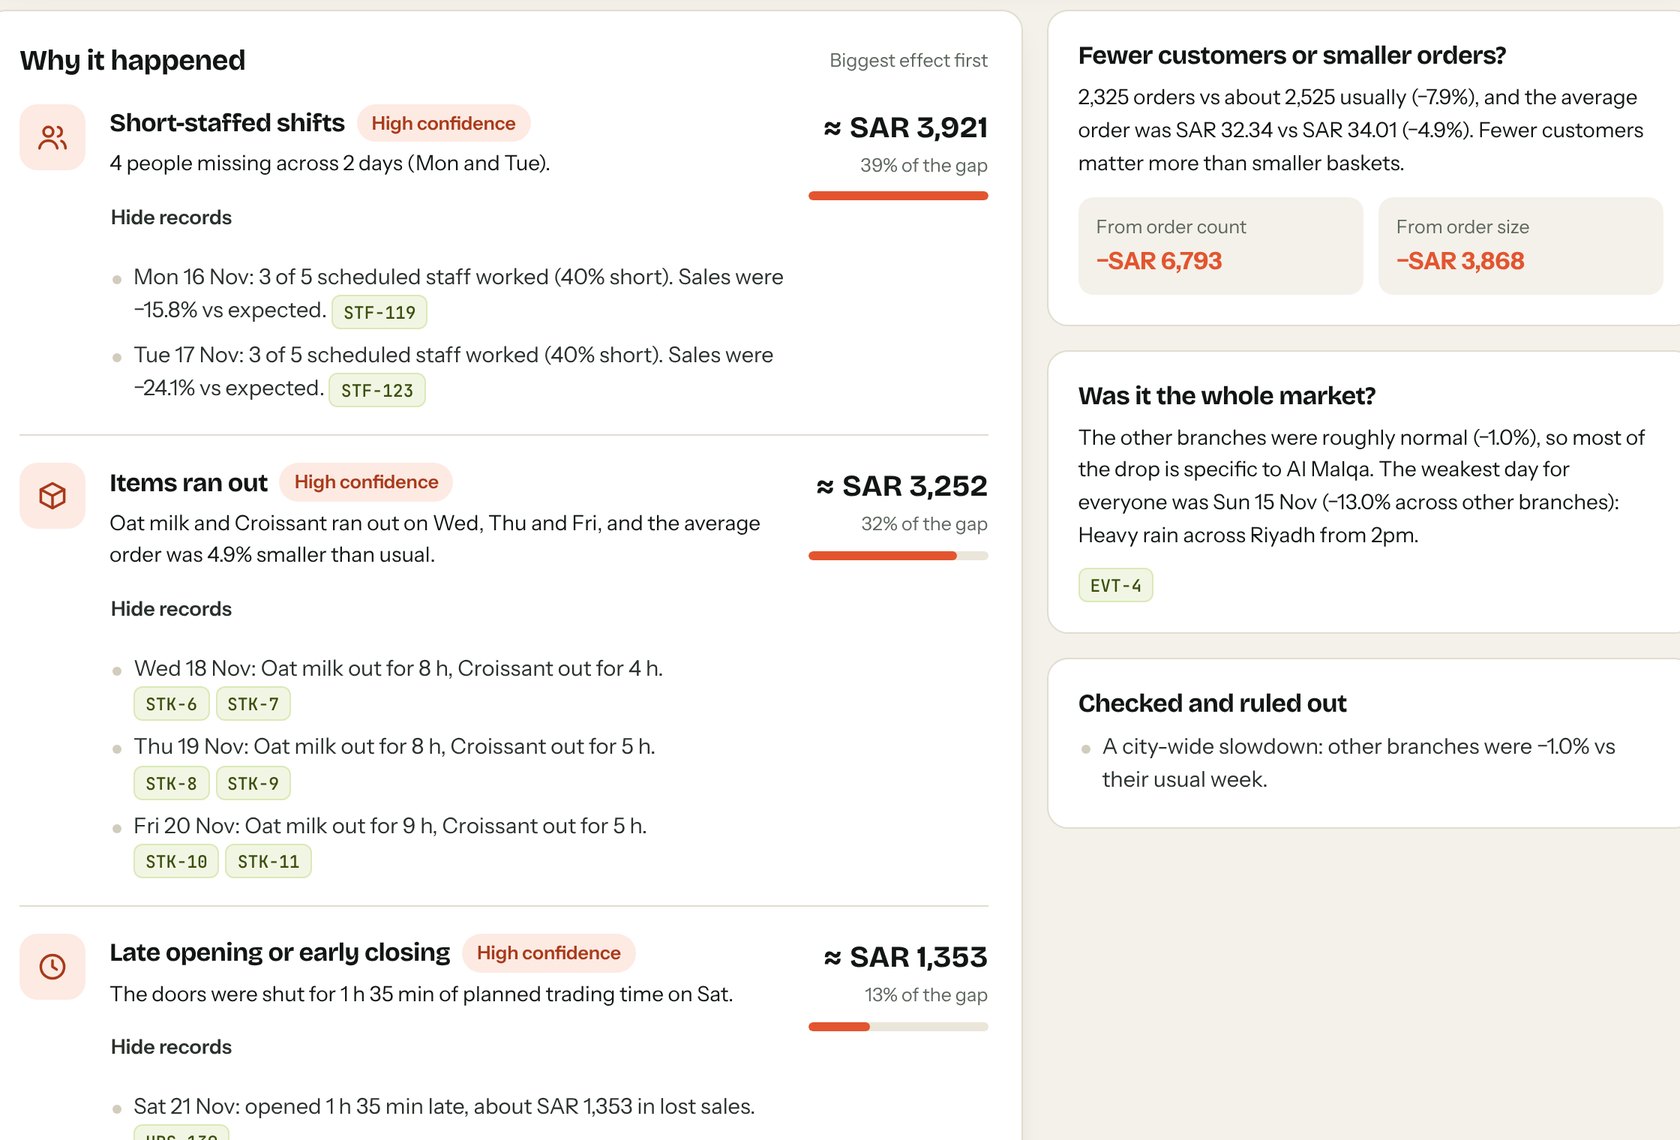 Why it happened
Biggest effect first
Short-staffed shifts
High confidence
≈ SAR 3,921
4 people missing across 2 days (Mon and Tue).
39% of the gap
Hide records
Mon 16 Nov: 3 of 5 scheduled staff worked (40% short). Sales were
−15.8% vs expected. STF-119
Tue 17 Nov: 3 of 5 scheduled staff worked (40% short). Sales were
−24.1% vs expected. STF-123
Items ran out
High confidence
≈ SAR 3,252
Oat milk and Croissant ran out on Wed, Thu and Fri, and the average
order was 4.9% smaller than usual.
32% of the gap
Hide records
Wed 18 Nov: Oat milk out for 8 h, Croissant out for 4 h.
STK-6 STK-7
Thu 19 Nov: Oat milk out for 8 h, Croissant out for 5 h.
STK-8 STK-9
Fri 20 Nov: Oat milk out for 9 h, Croissant out for 5 h.
STK-10 STK-11
Late opening or early closing
High confidence
≈ SAR 1,353
The doors were shut for 1 h 35 min of planned trading time on Sat.
13% of the gap
Hide records
Sat 21 Nov: opened 1 h 35 min late, about SAR 1,353 in lost sales.
Fewer customers or smaller orders?
2,325 orders vs about 2,525 usually (−7.9%), and the average
order was SAR 32.34 vs SAR 34.01 (−4.9%). Fewer customers
matter more than smaller baskets.
From order count
−SAR 6,793
From order size
−SAR 3,868
Was it the whole market?
The other branches were roughly normal (−1.0%), so most of
the drop is specific to Al Malqa. The weakest day for
everyone was Sun 15 Nov (−13.0% across other branches):
Heavy rain across Riyadh from 2pm.
EVT-4
Checked and ruled out
A city-wide slowdown: other branches were −1.0% vs
their usual week.